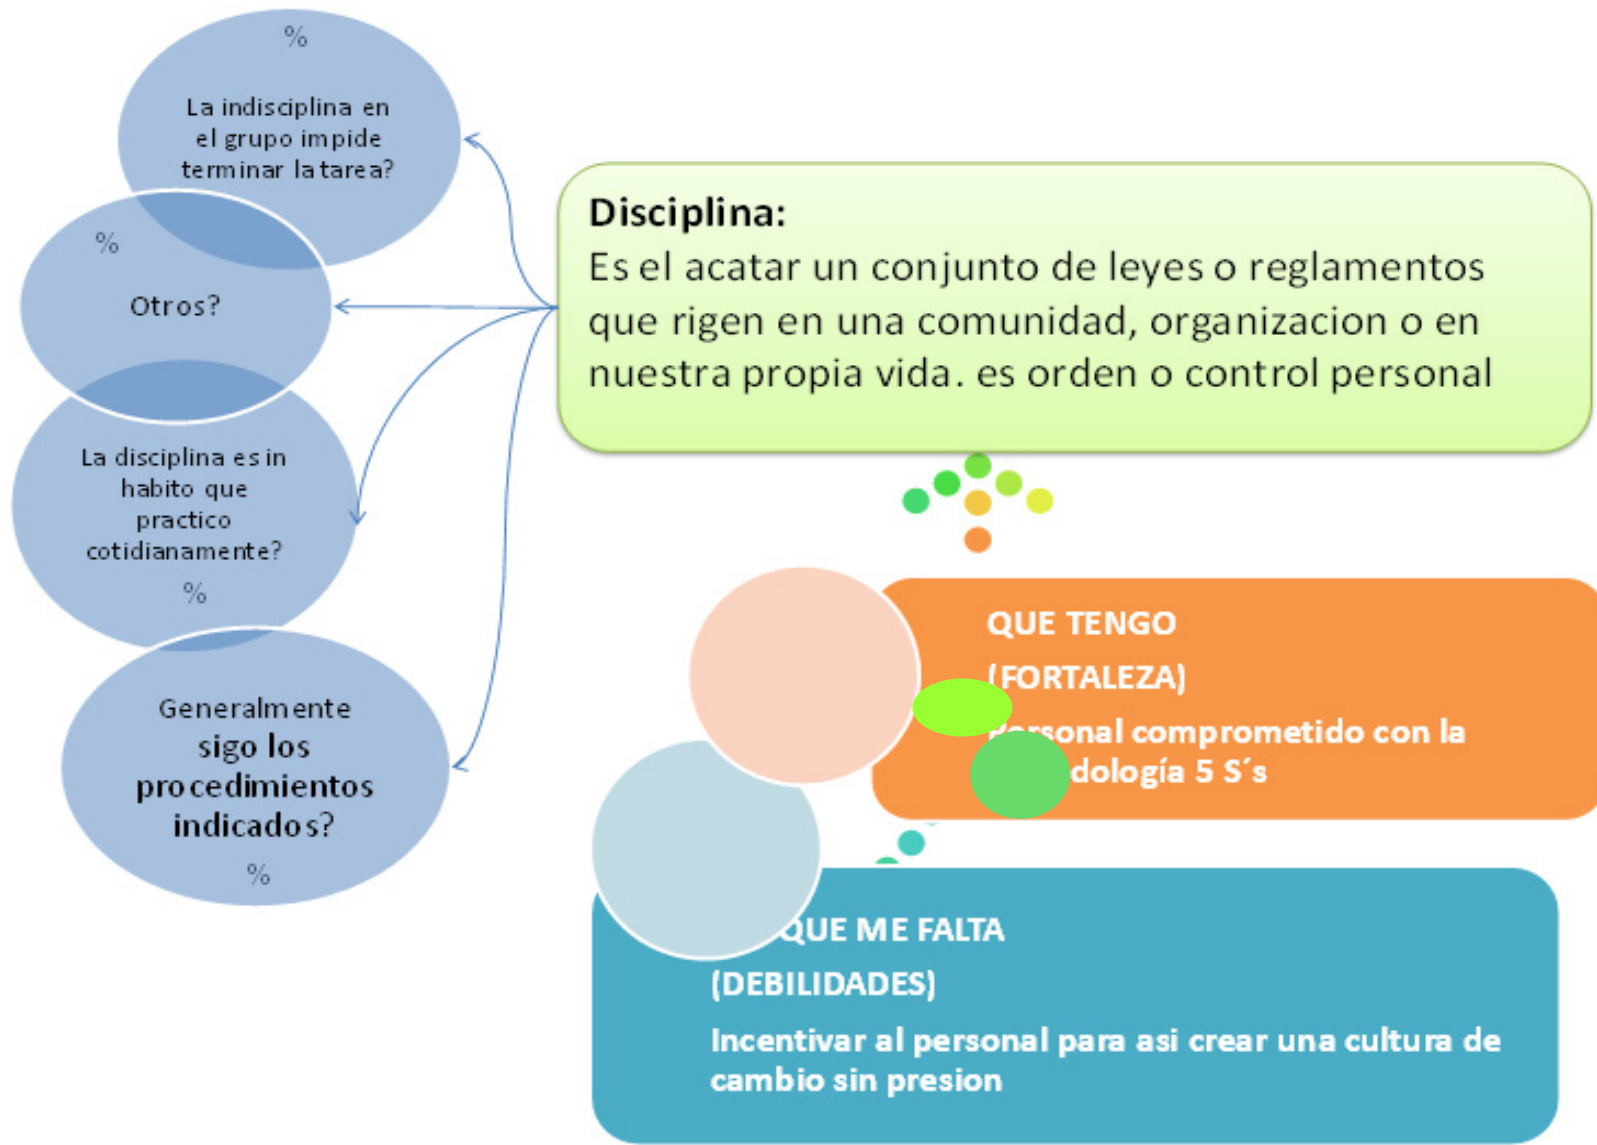 %
La indisciplina en
el grupo impide
terminar la tarea?
%
Otros?
La disciplina es in
habito que
practico
cotidianamente?
%
Generalmente
sigo los
procedimientos
indicados?
%
Disciplina:
Es el acatar un conjunto de leyes o reglamentos
que rigen en una comunidad, organizacion o en
nuestra propia vida. es orden o control personal
QUE TENGO
(FORTALEZA)
Personal comprometido con la
dología 5 S´s
QUE ME FALTA
(DEBILIDADES)
Incentivar al personal para asi crear una cultura de
cambio sin presion